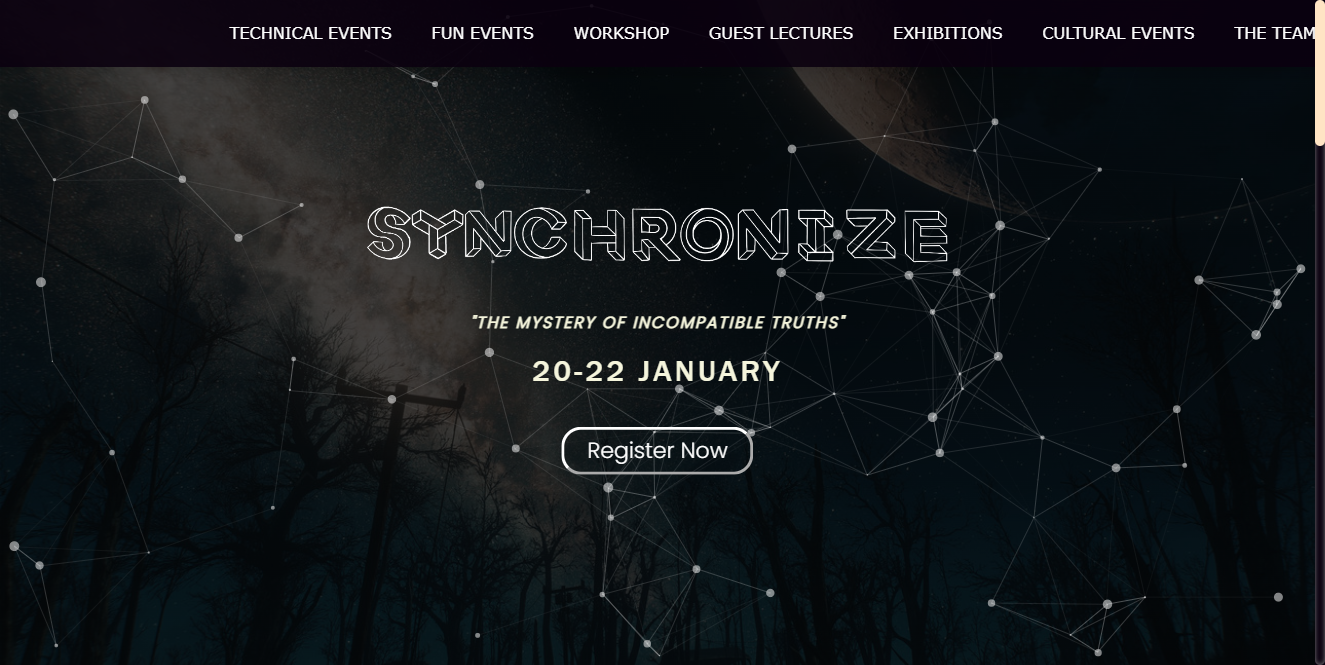 TECHNICAL EVENTS FUN EVENTS WORKSHOP GUEST LECTURES EXHIBITIONS CULTURAL EVENTS THE TEAM
SYNCHRONIZE
"THE MYSTERY OF INCOMPATIBLE TRUTHS"
20-22 JANUARY
Register Now